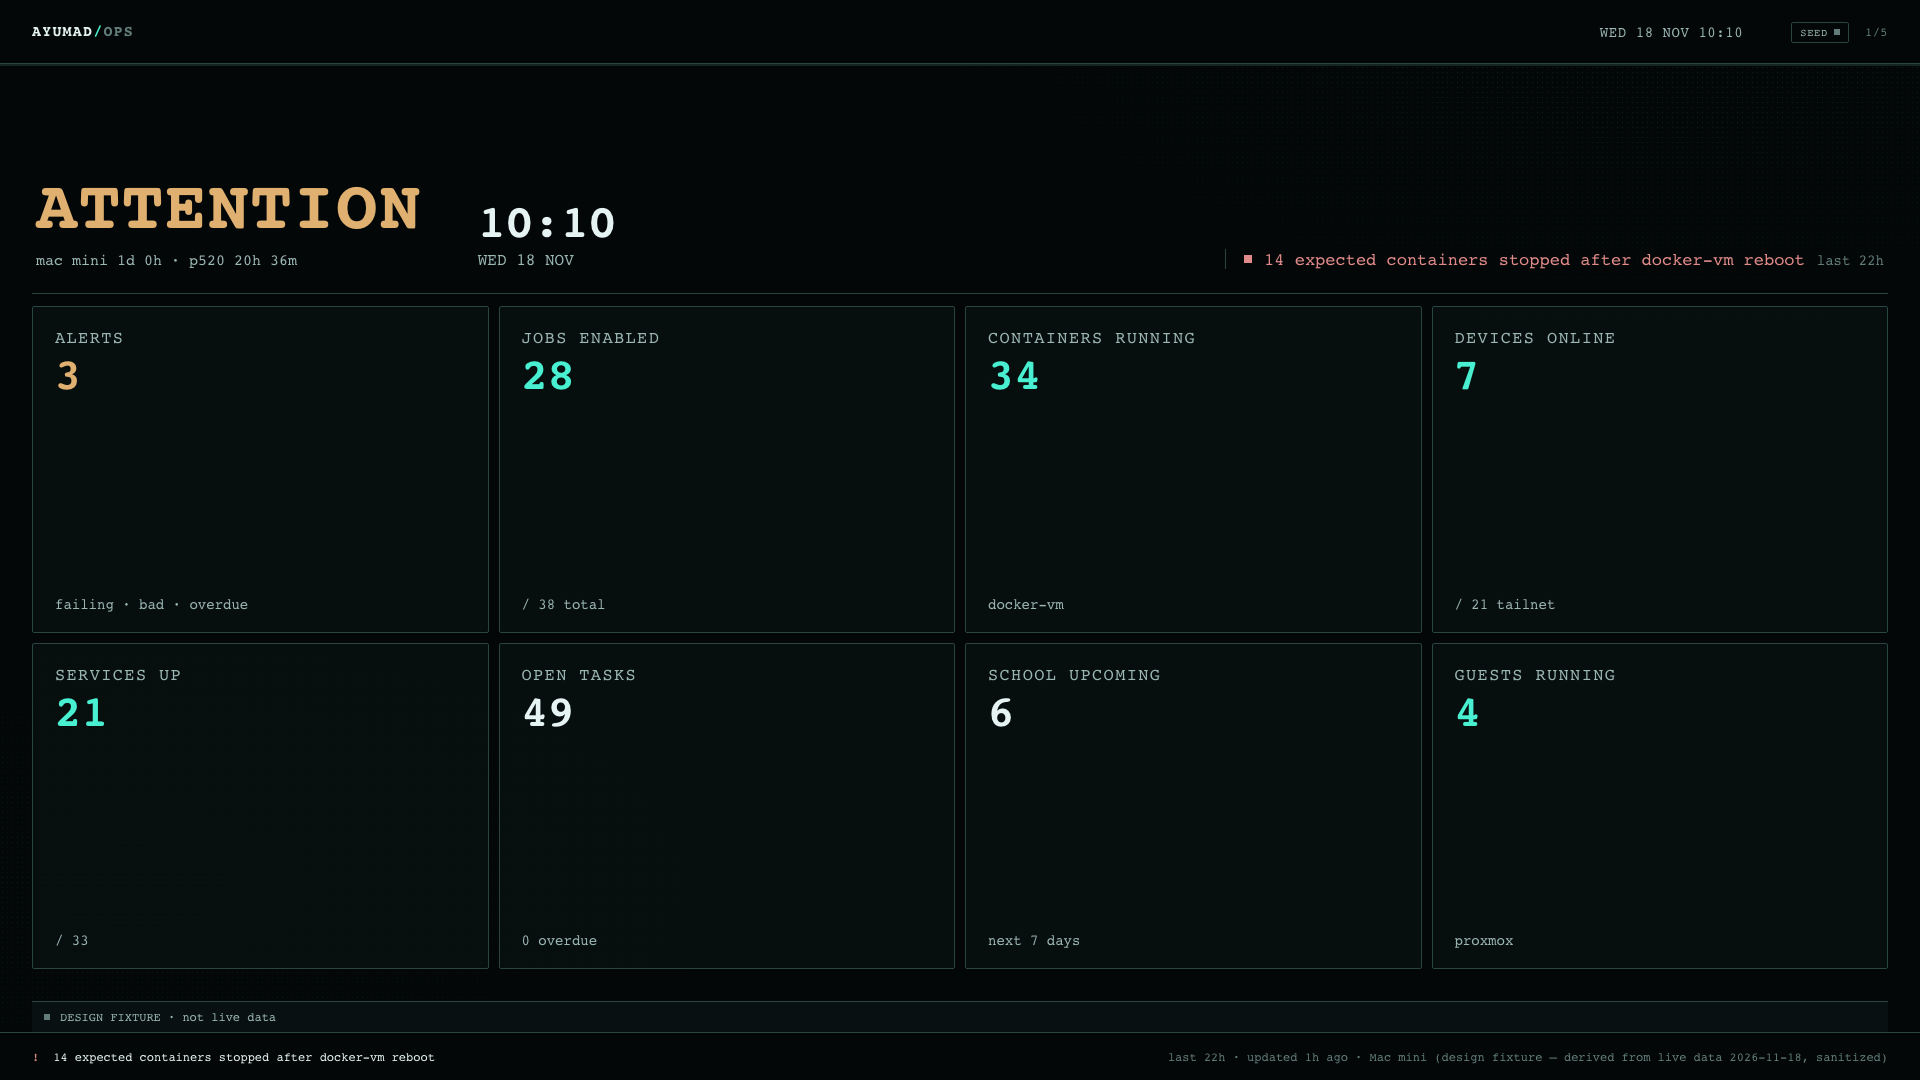 AYUMAD/OPS
WED 18 NOV 10:10
SEED
1/5
ATTENTION
mac mini 1d 0h · p520 20h 36m
10:10
WED 18 NOV
14 expected containers stopped after docker-vm reboot last 22h
ALERTS
3
failing · bad · overdue
JOBS ENABLED
28
/ 38 total
CONTAINERS RUNNING
34
docker-vm
DEVICES ONLINE
7
/ 21 tailnet
SERVICES UP
21
/ 33
OPEN TASKS
49
0 overdue
SCHOOL UPCOMING
6
next 7 days
GUESTS RUNNING
4
proxmox
DESIGN FIXTURE · not live data
! 14 expected containers stopped after docker-vm reboot
last 22h · updated 1h ago · Mac mini (design fixture — derived from live data 2026-11-18, sanitized)